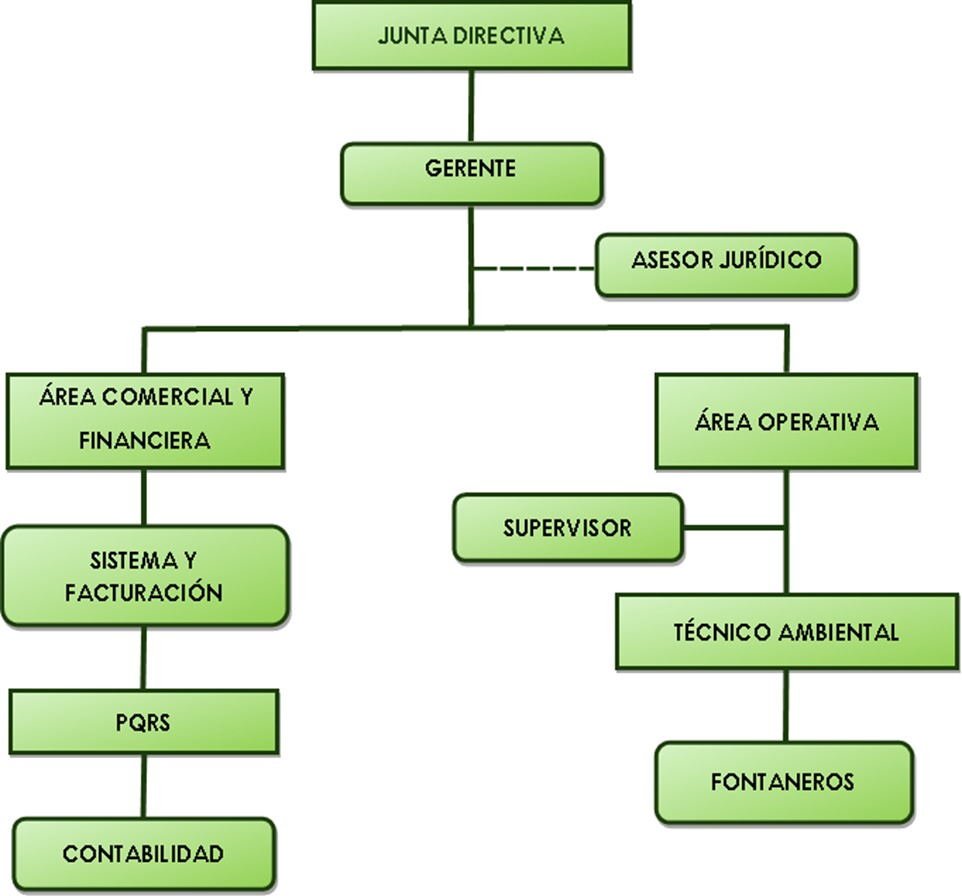 JUNTA DIRECTIVA
GERENTE
ASESOR JURÍDICO
ÁREA COMERCIAL Y
FINANCIERA
ÁREA OPERATIVA
SUPERVISOR
SISTEMA Y
FACTURACIÓN
TÉCNICO AMBIENTAL
PQRS
FONTANEROS
CONTABILIDAD